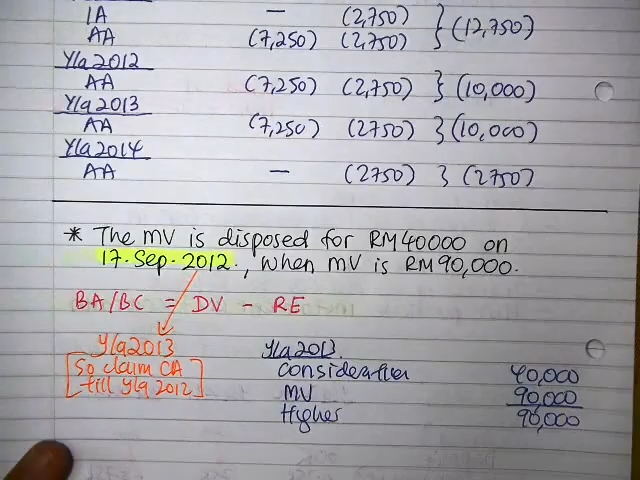 IA — (2,750) } (12,750)
AA (7,250) (2,750)
Y/a 2012
AA (7,250) (2,750) } (10,000)
Y/a 2013
AA (7,250) (2750) } (10,000)
Y/a 2014
AA — (2750) } (2750)
* The MV is disposed for RM40000 on
17.Sep.2012., when MV is RM90,000.
BA/BC = DV - RE
Y/a 2013
[So claim CA
till Y/a 2012]
Y/a 2013.
Consideration 40,000
MV 90,000
Higher 90,000